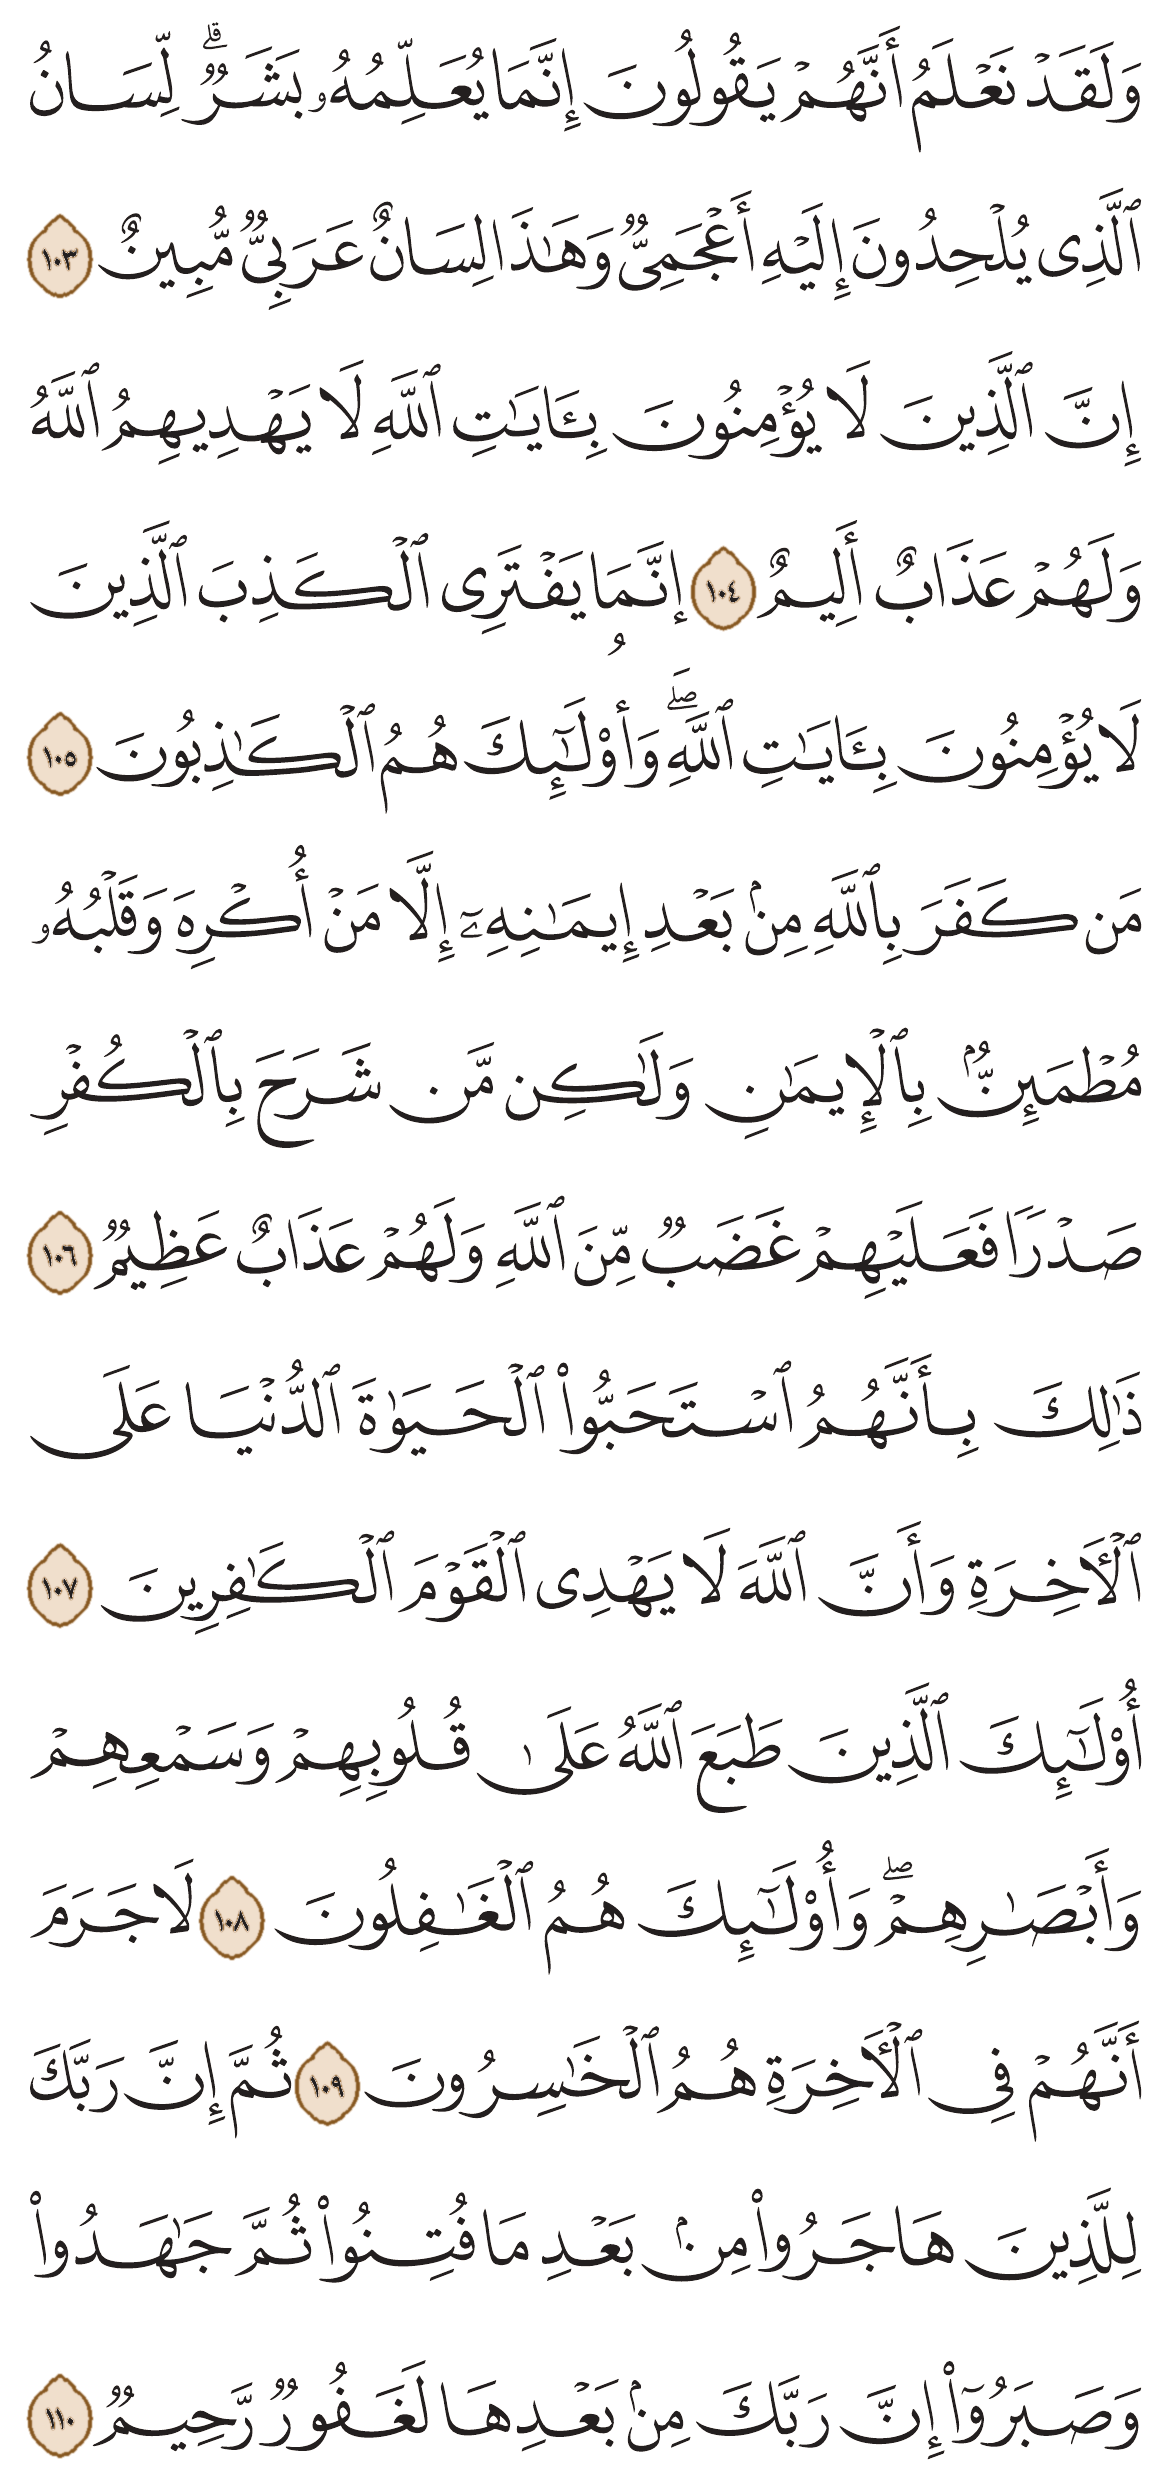 وَلَقَدْ نَعْلَمُ أَنَّهُمْ يَقُولُونَ إِنَّمَا يُعَلِّمُهُۥ بَشَرٌ ۗ لِّسَانُ
ٱلَّذِى يُلْحِدُونَ إِلَيْهِ أَعْجَمِىٌّ وَهَـٰذَا لِسَانٌ عَرَبِىٌّ مُّبِينٌ ١٠٣
إِنَّ ٱلَّذِينَ لَا يُؤْمِنُونَ بِـَٔايَـٰتِ ٱللَّهِ لَا يَهْدِيهِمُ ٱللَّهُ
وَلَهُمْ عَذَابٌ أَلِيمٌ ١٠٤ إِنَّمَا يَفْتَرِى ٱلْكَذِبَ ٱلَّذِينَ
لَا يُؤْمِنُونَ بِـَٔايَـٰتِ ٱللَّهِ ۖ وَأُو۟لَـٰٓئِكَ هُمُ ٱلْكَـٰذِبُونَ ١٠٥
مَن كَفَرَ بِٱللَّهِ مِنۢ بَعْدِ إِيمَـٰنِهِۦٓ إِلَّا مَنْ أُكْرِهَ وَقَلْبُهُۥ
مُطْمَئِنٌّۢ بِٱلْإِيمَـٰنِ وَلَـٰكِن مَّن شَرَحَ بِٱلْكُفْرِ
صَدْرًا فَعَلَيْهِمْ غَضَبٌ مِّنَ ٱللَّهِ وَلَهُمْ عَذَابٌ عَظِيمٌ ١٠٦
ذَٰلِكَ بِأَنَّهُمُ ٱسْتَحَبُّوا۟ ٱلْحَيَوٰةَ ٱلدُّنْيَا عَلَى
ٱلْـَٔاخِرَةِ وَأَنَّ ٱللَّهَ لَا يَهْدِى ٱلْقَوْمَ ٱلْكَـٰفِرِينَ ١٠٧
أُو۟لَـٰٓئِكَ ٱلَّذِينَ طَبَعَ ٱللَّهُ عَلَىٰ قُلُوبِهِمْ وَسَمْعِهِمْ
وَأَبْصَـٰرِهِمْ ۖ وَأُو۟لَـٰٓئِكَ هُمُ ٱلْغَـٰفِلُونَ ١٠٨ لَا جَرَمَ
أَنَّهُمْ فِى ٱلْـَٔاخِرَةِ هُمُ ٱلْخَـٰسِرُونَ ١٠٩ ثُمَّ إِنَّ رَبَّكَ
لِلَّذِينَ هَاجَرُوا۟ مِنۢ بَعْدِ مَا فُتِنُوا۟ ثُمَّ جَـٰهَدُوا۟
وَصَبَرُوٓا۟ إِنَّ رَبَّكَ مِنۢ بَعْدِهَا لَغَفُورٌ رَّحِيمٌ ١١٠